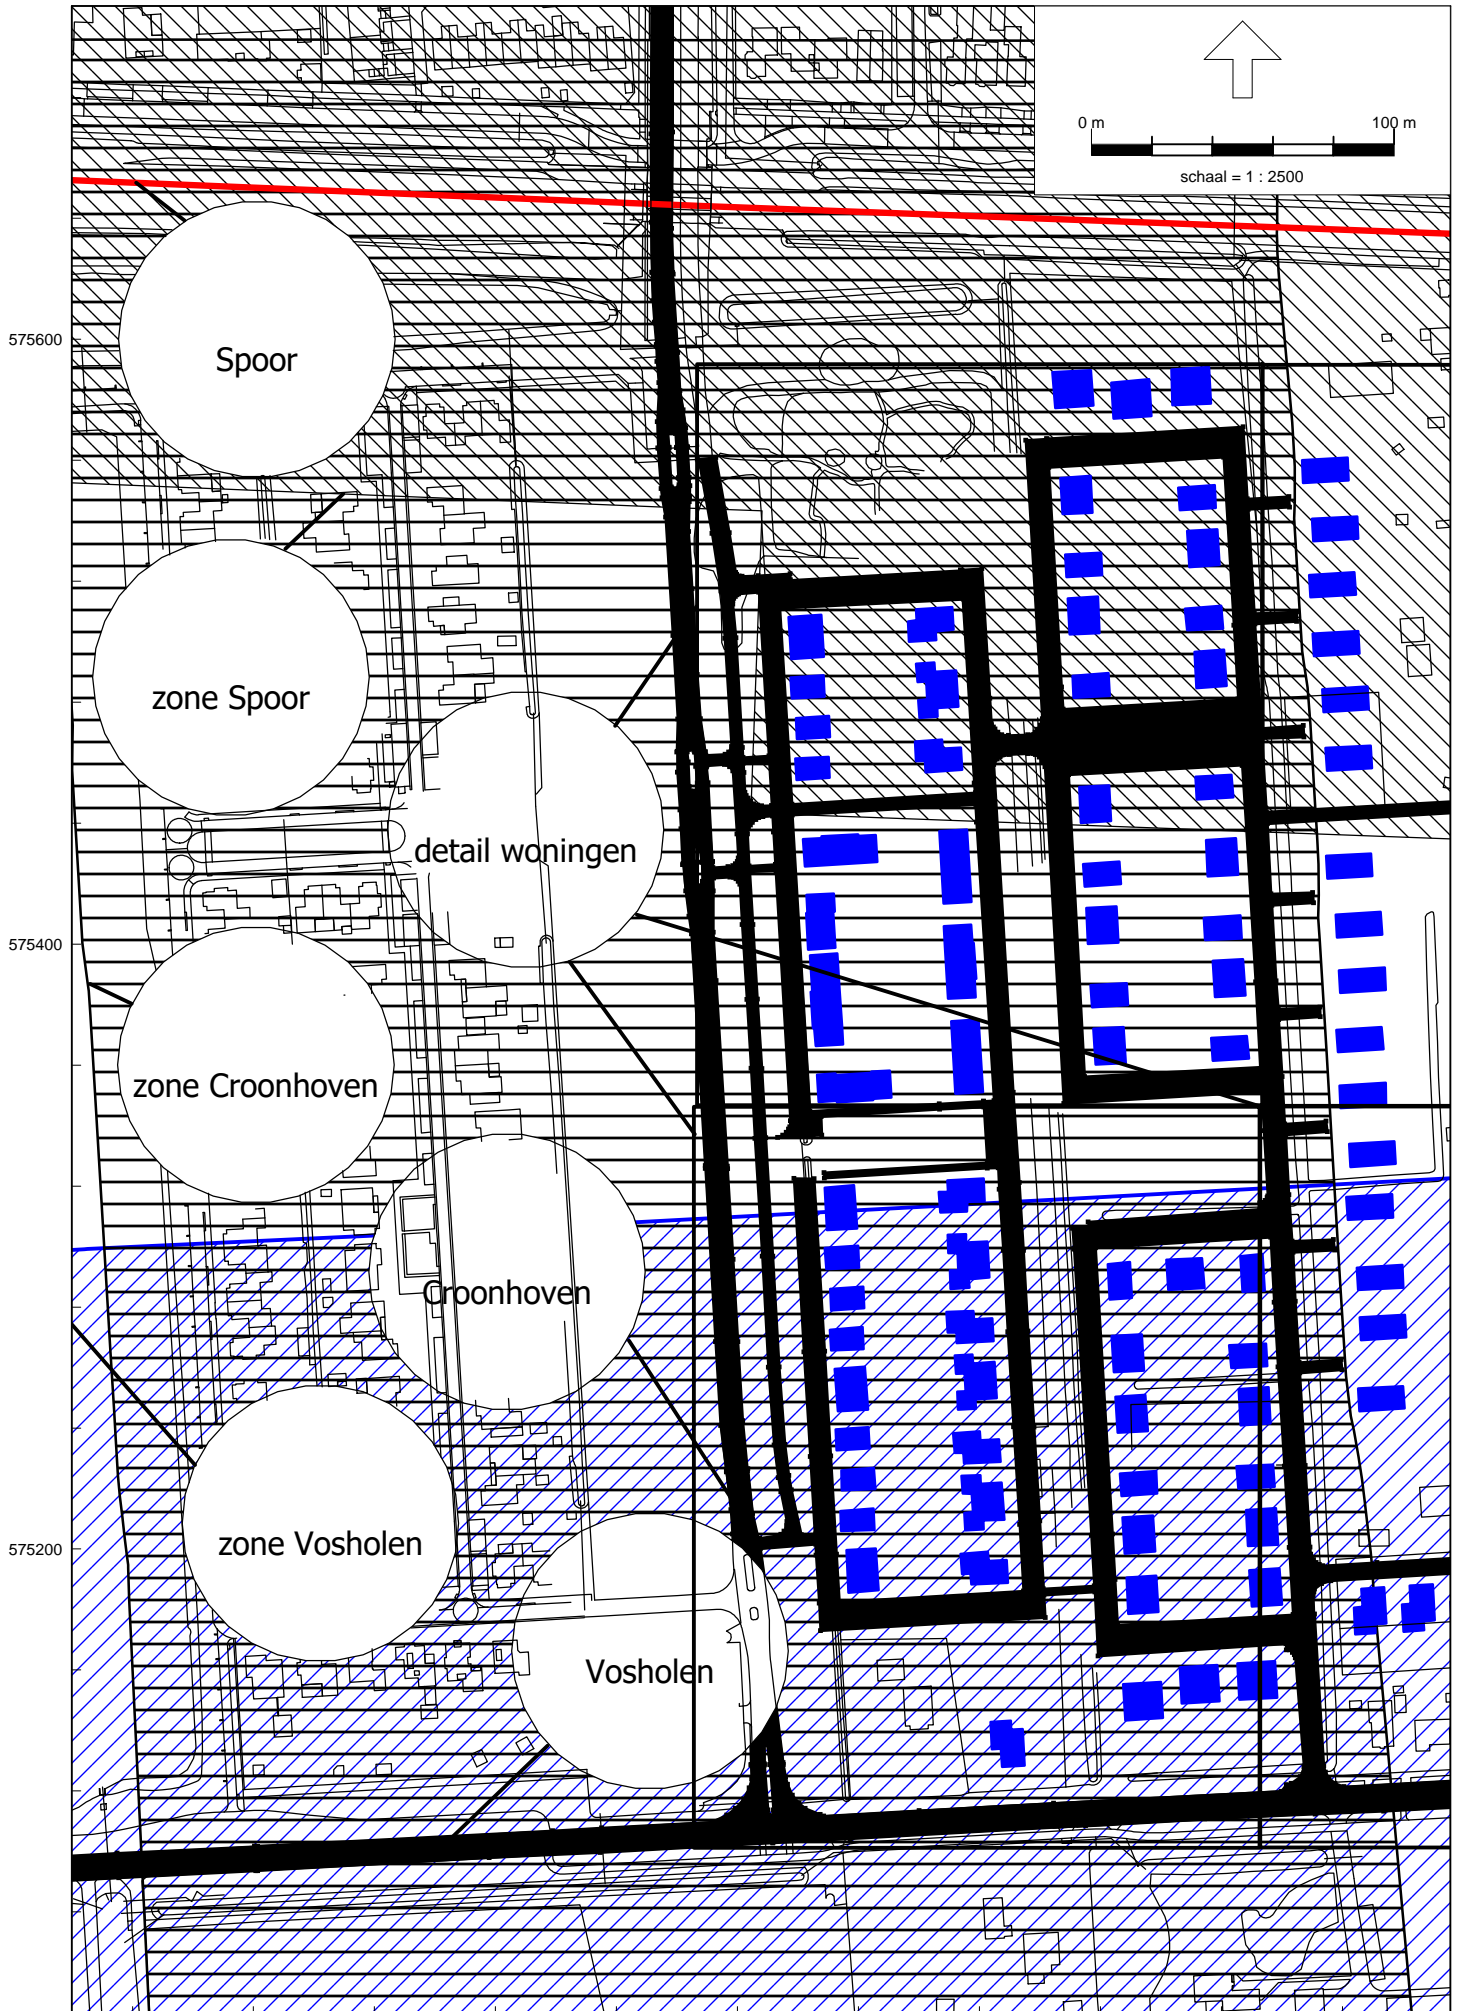 0 m 100 m
schaal = 1 : 2500
575600
Spoor
zone Spoor
detail woningen
575400
zone Croonhoven
Croonhoven
zone Vosholen
575200
Vosholen